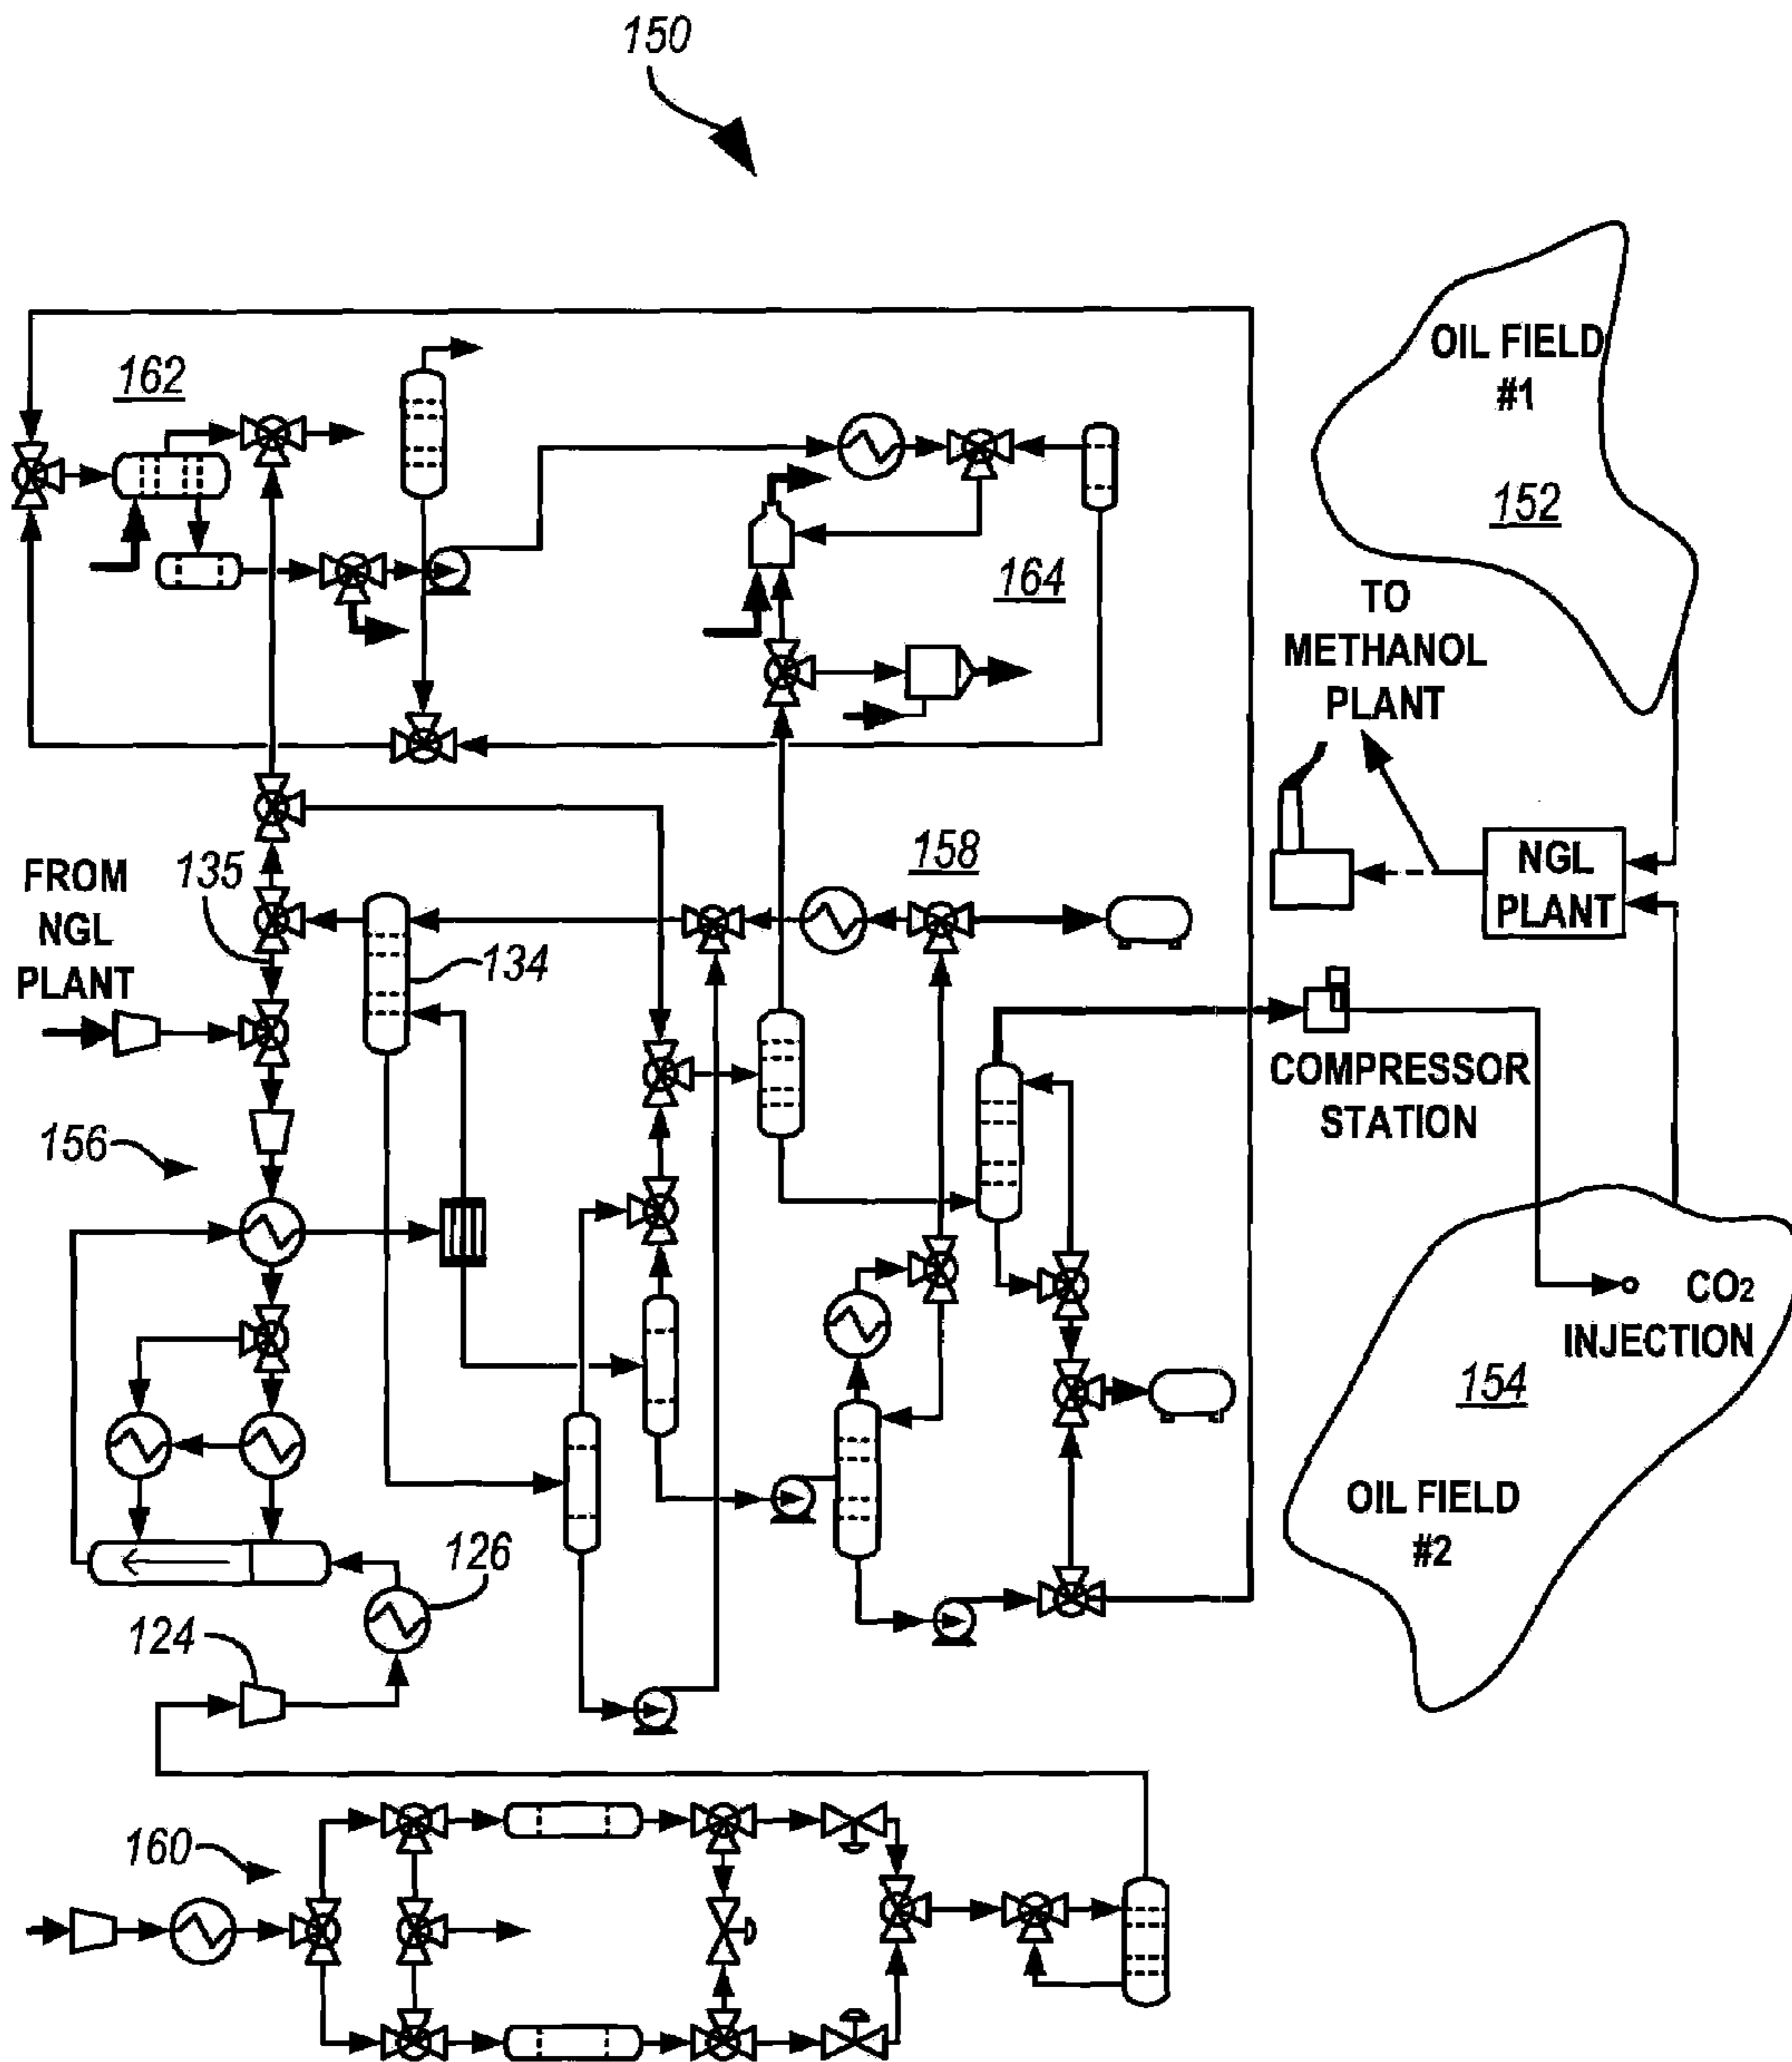 150
OIL FIELD
#1
152
162
164
TO
METHANOL
PLANT
158
NGL
PLANT
FROM
NGL
PLANT
135
134
COMPRESSOR
STATION
156
CO2
INJECTION
154
OIL FIELD
#2
126
124
160